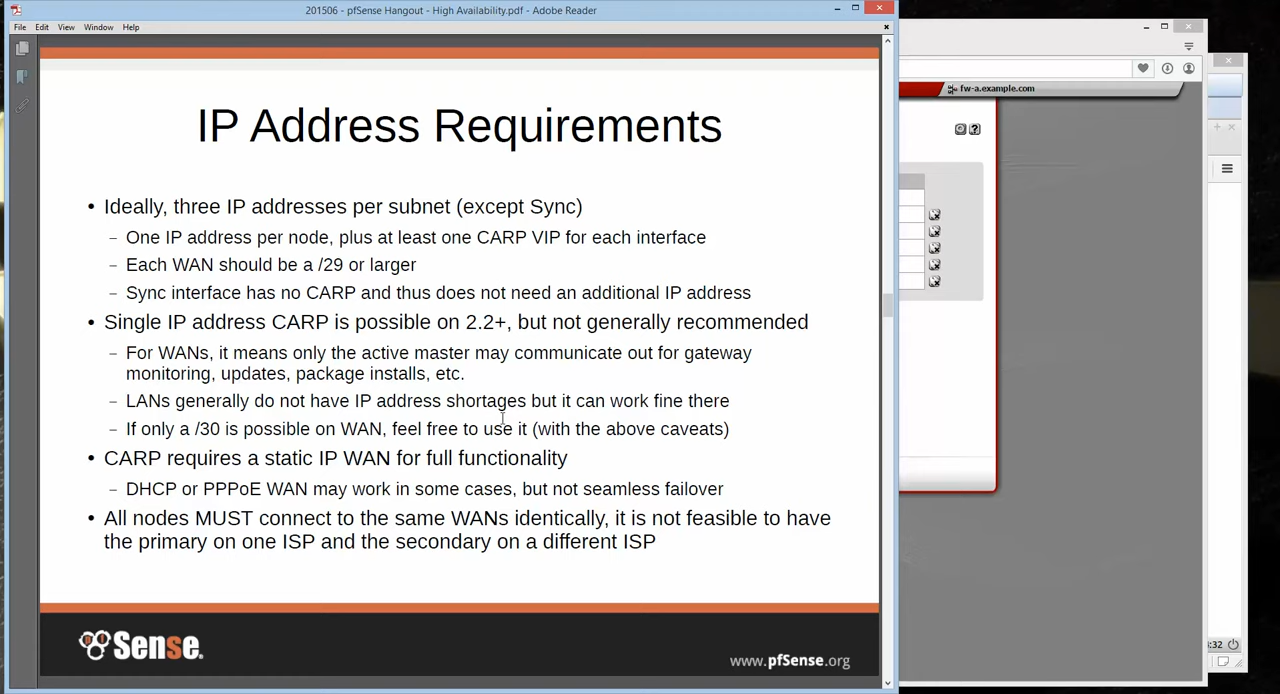 201506 - pfSense Hangout - High Availability.pdf - Adobe Reader
File Edit View Window Help
fw-a.example.com
IP Address Requirements
• Ideally, three IP addresses per subnet (except Sync)
– One IP address per node, plus at least one CARP VIP for each interface
– Each WAN should be a /29 or larger
– Sync interface has no CARP and thus does not need an additional IP address
• Single IP address CARP is possible on 2.2+, but not generally recommended
– For WANs, it means only the active master may communicate out for gateway
monitoring, updates, package installs, etc.
– LANs generally do not have IP address shortages but it can work fine there
– If only a /30 is possible on WAN, feel free to use it (with the above caveats)
• CARP requires a static IP WAN for full functionality
– DHCP or PPPoE WAN may work in some cases, but not seamless failover
• All nodes MUST connect to the same WANs identically, it is not feasible to have
the primary on one ISP and the secondary on a different ISP
Sense.
www.pfSense.org
:32